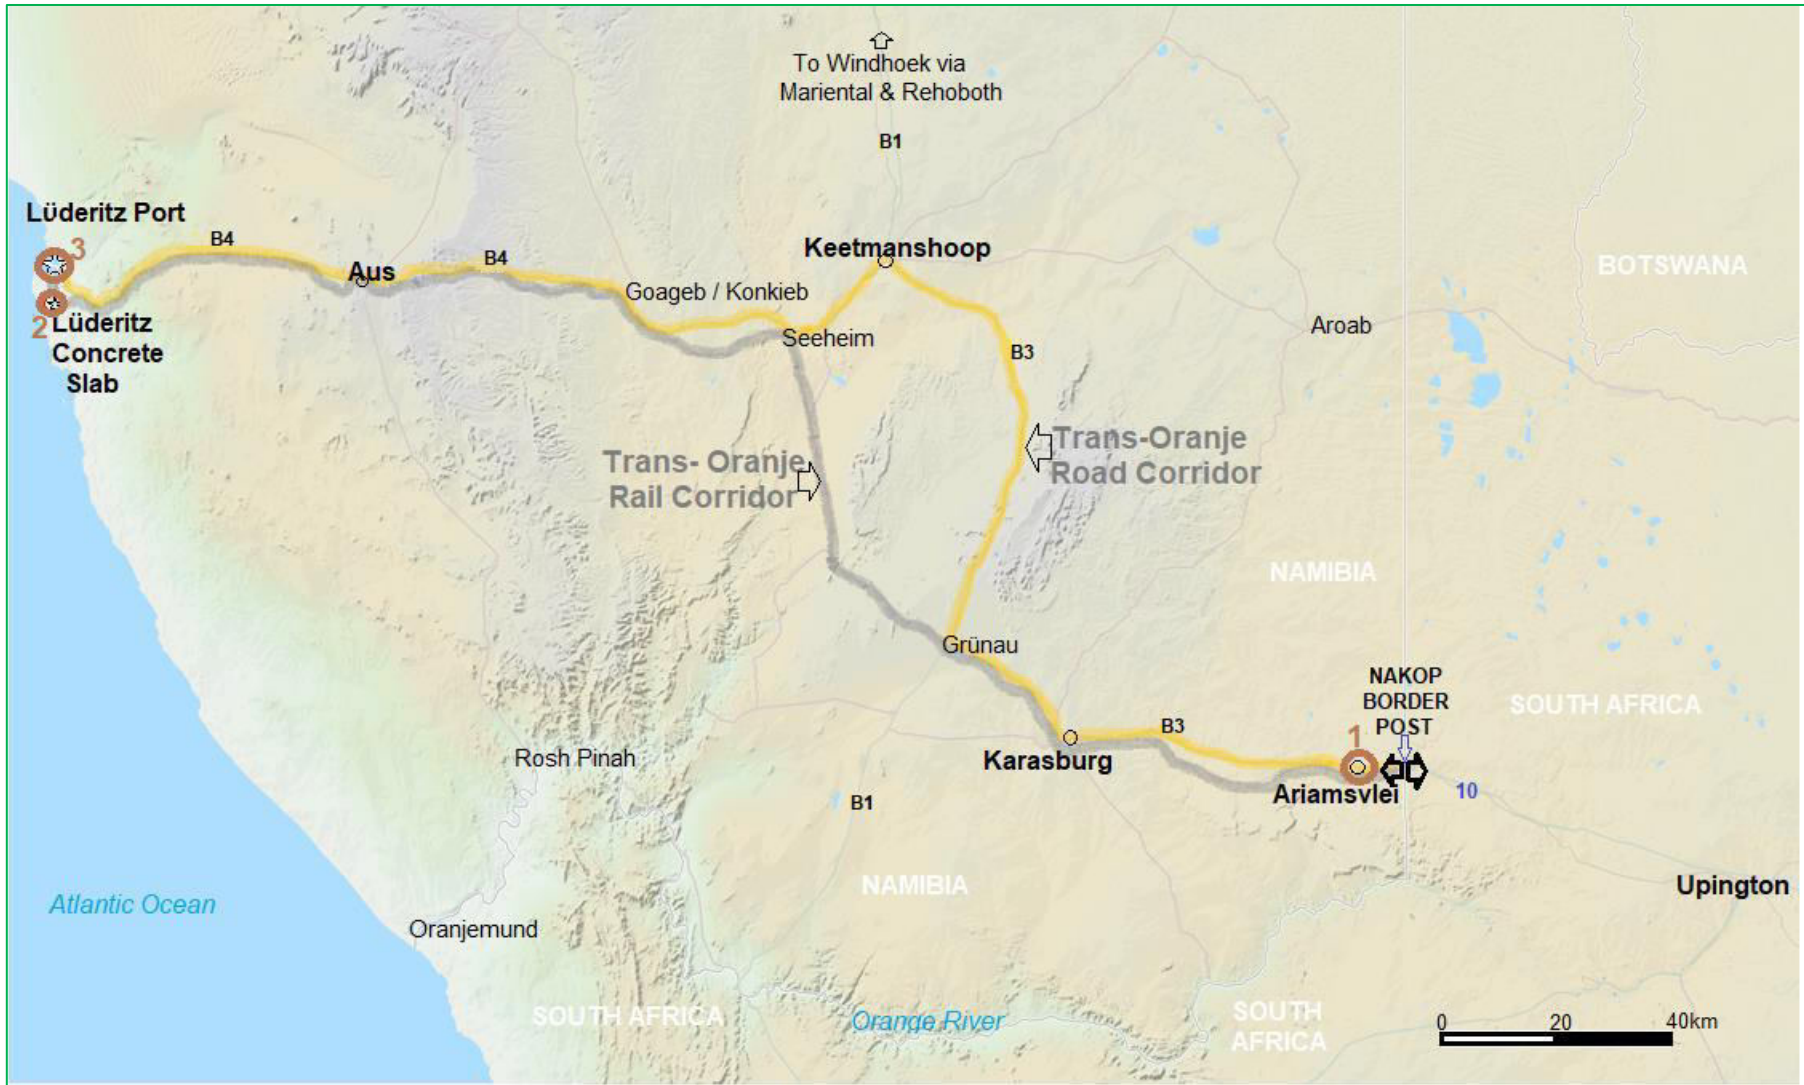 To Windhoek via
Mariental & Rehoboth
B1
Lüderitz Port
3
B4
Aus
B4
Keetmanshoop
BOTSWANA
Goageb / Konkieb
2
Lüderitz
Concrete
Slab
Seeheim
Aroab
B3
Trans- Oranje
Rail Corridor
Trans-Oranje
Road Corridor
NAMIBIA
Grünau
NAKOP
BORDER
POST
SOUTH AFRICA
B3
1
Karasburg
Rosh Pinah
Ariamsvlei
10
B1
NAMIBIA
Upington
Atlantic Ocean
Oranjemund
SOUTH AFRICA
Orange River
SOUTH
AFRICA
0 20 40km